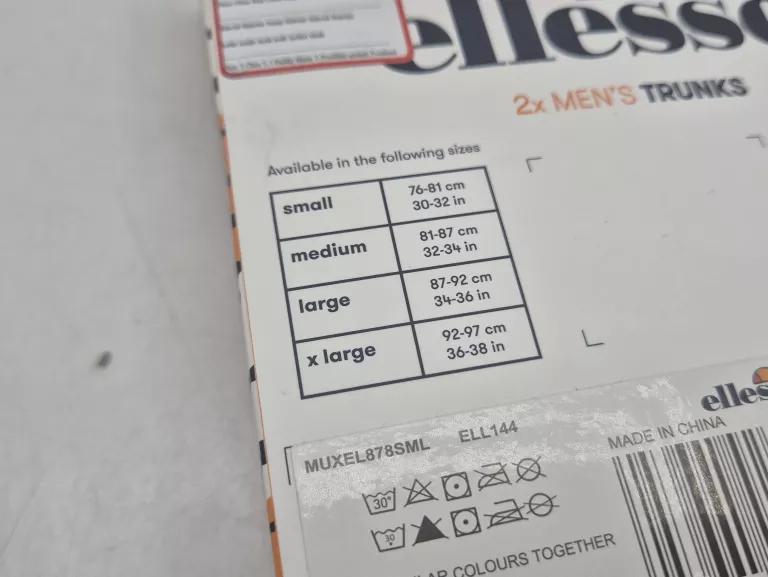 ellesse
2x MEN'S TRUNKS
Available in the following sizes
small
76-81 cm
30-32 in
medium
81-87 cm
32-34 in
large
87-92 cm
34-36 in
x large
92-97 cm
36-38 in
elles
MUXEL878SML ELL144
MADE IN CHINA
30°
30
COLOURS TOGETHER